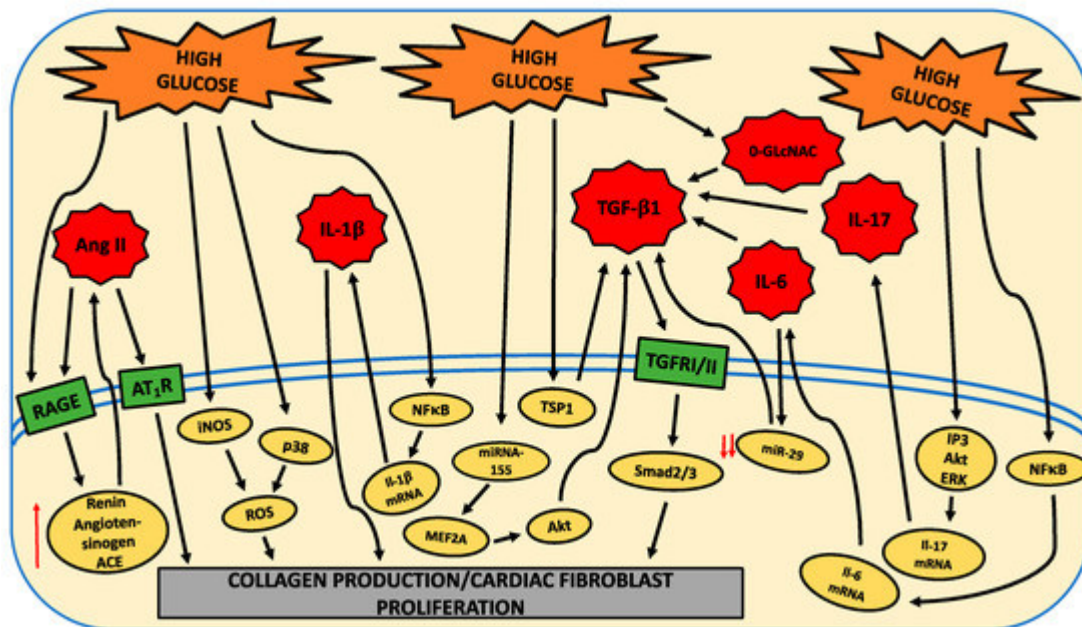 HIGH
GLUCOSE
HIGH
GLUCOSE
HIGH
GLUCOSE
O-GLcNAC
TGF-β1
IL-17
Ang II
IL-1β
IL-6
TGFRI/II
RAGE
AT₁R
iNOS
p38
NFκB
TSP1
miRNA-
155
Smad2/3
miR-29
IP3
Akt
ERK
NFκB
Il-1β
mRNA
Renin
Angioten-
sinogen
ACE
ROS
MEF2A
Akt
Il-17
mRNA
Il-6
mRNA
COLLAGEN PRODUCTION/CARDIAC FIBROBLAST
PROLIFERATION